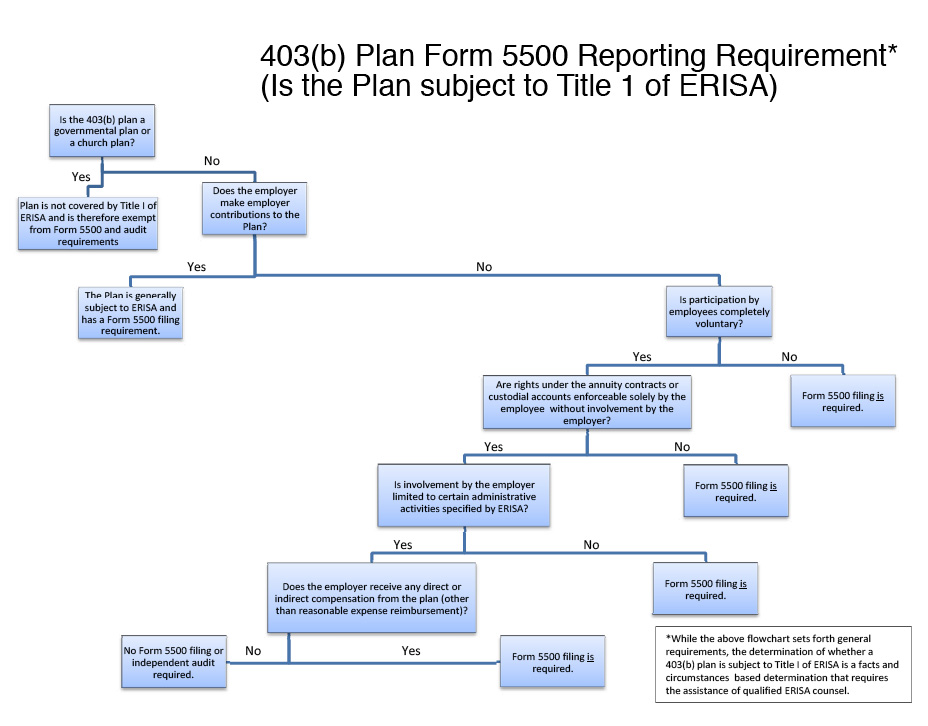 403(b) Plan Form 5500 Reporting Requirement*
(Is the Plan subject to Title 1 of ERISA)
Is the 403(b) plan a
governmental plan or
a church plan?
No
Yes
Plan is not covered by Title I of
ERISA and is therefore exempt
from Form 5500 and audit
requirements
Does the employer
make employer
contributions to the
Plan?
Yes
No
The Plan is generally
subject to ERISA and
has a Form 5500 filing
requirement.
Is participation by
employees completely
voluntary?
Yes
No
Are rights under the annuity contracts or
custodial accounts enforceable solely by the
employee without involvement by the
employer?
Form 5500 filing is
required.
Yes
No
Is involvement by the employer
limited to certain administrative
activities specified by ERISA?
Form 5500 filing is
required.
Yes
No
Does the employer receive any direct or
indirect compensation from the plan (other
than reasonable expense reimbursement)?
Form 5500 filing is
required.
No
Yes
No Form 5500 filing or
independent audit
required.
Form 5500 filing is
required.
*While the above flowchart sets forth general
requirements, the determination of whether a
403(b) plan is subject to Title I of ERISA is a facts and
circumstances based determination that requires
the assistance of qualified ERISA counsel.